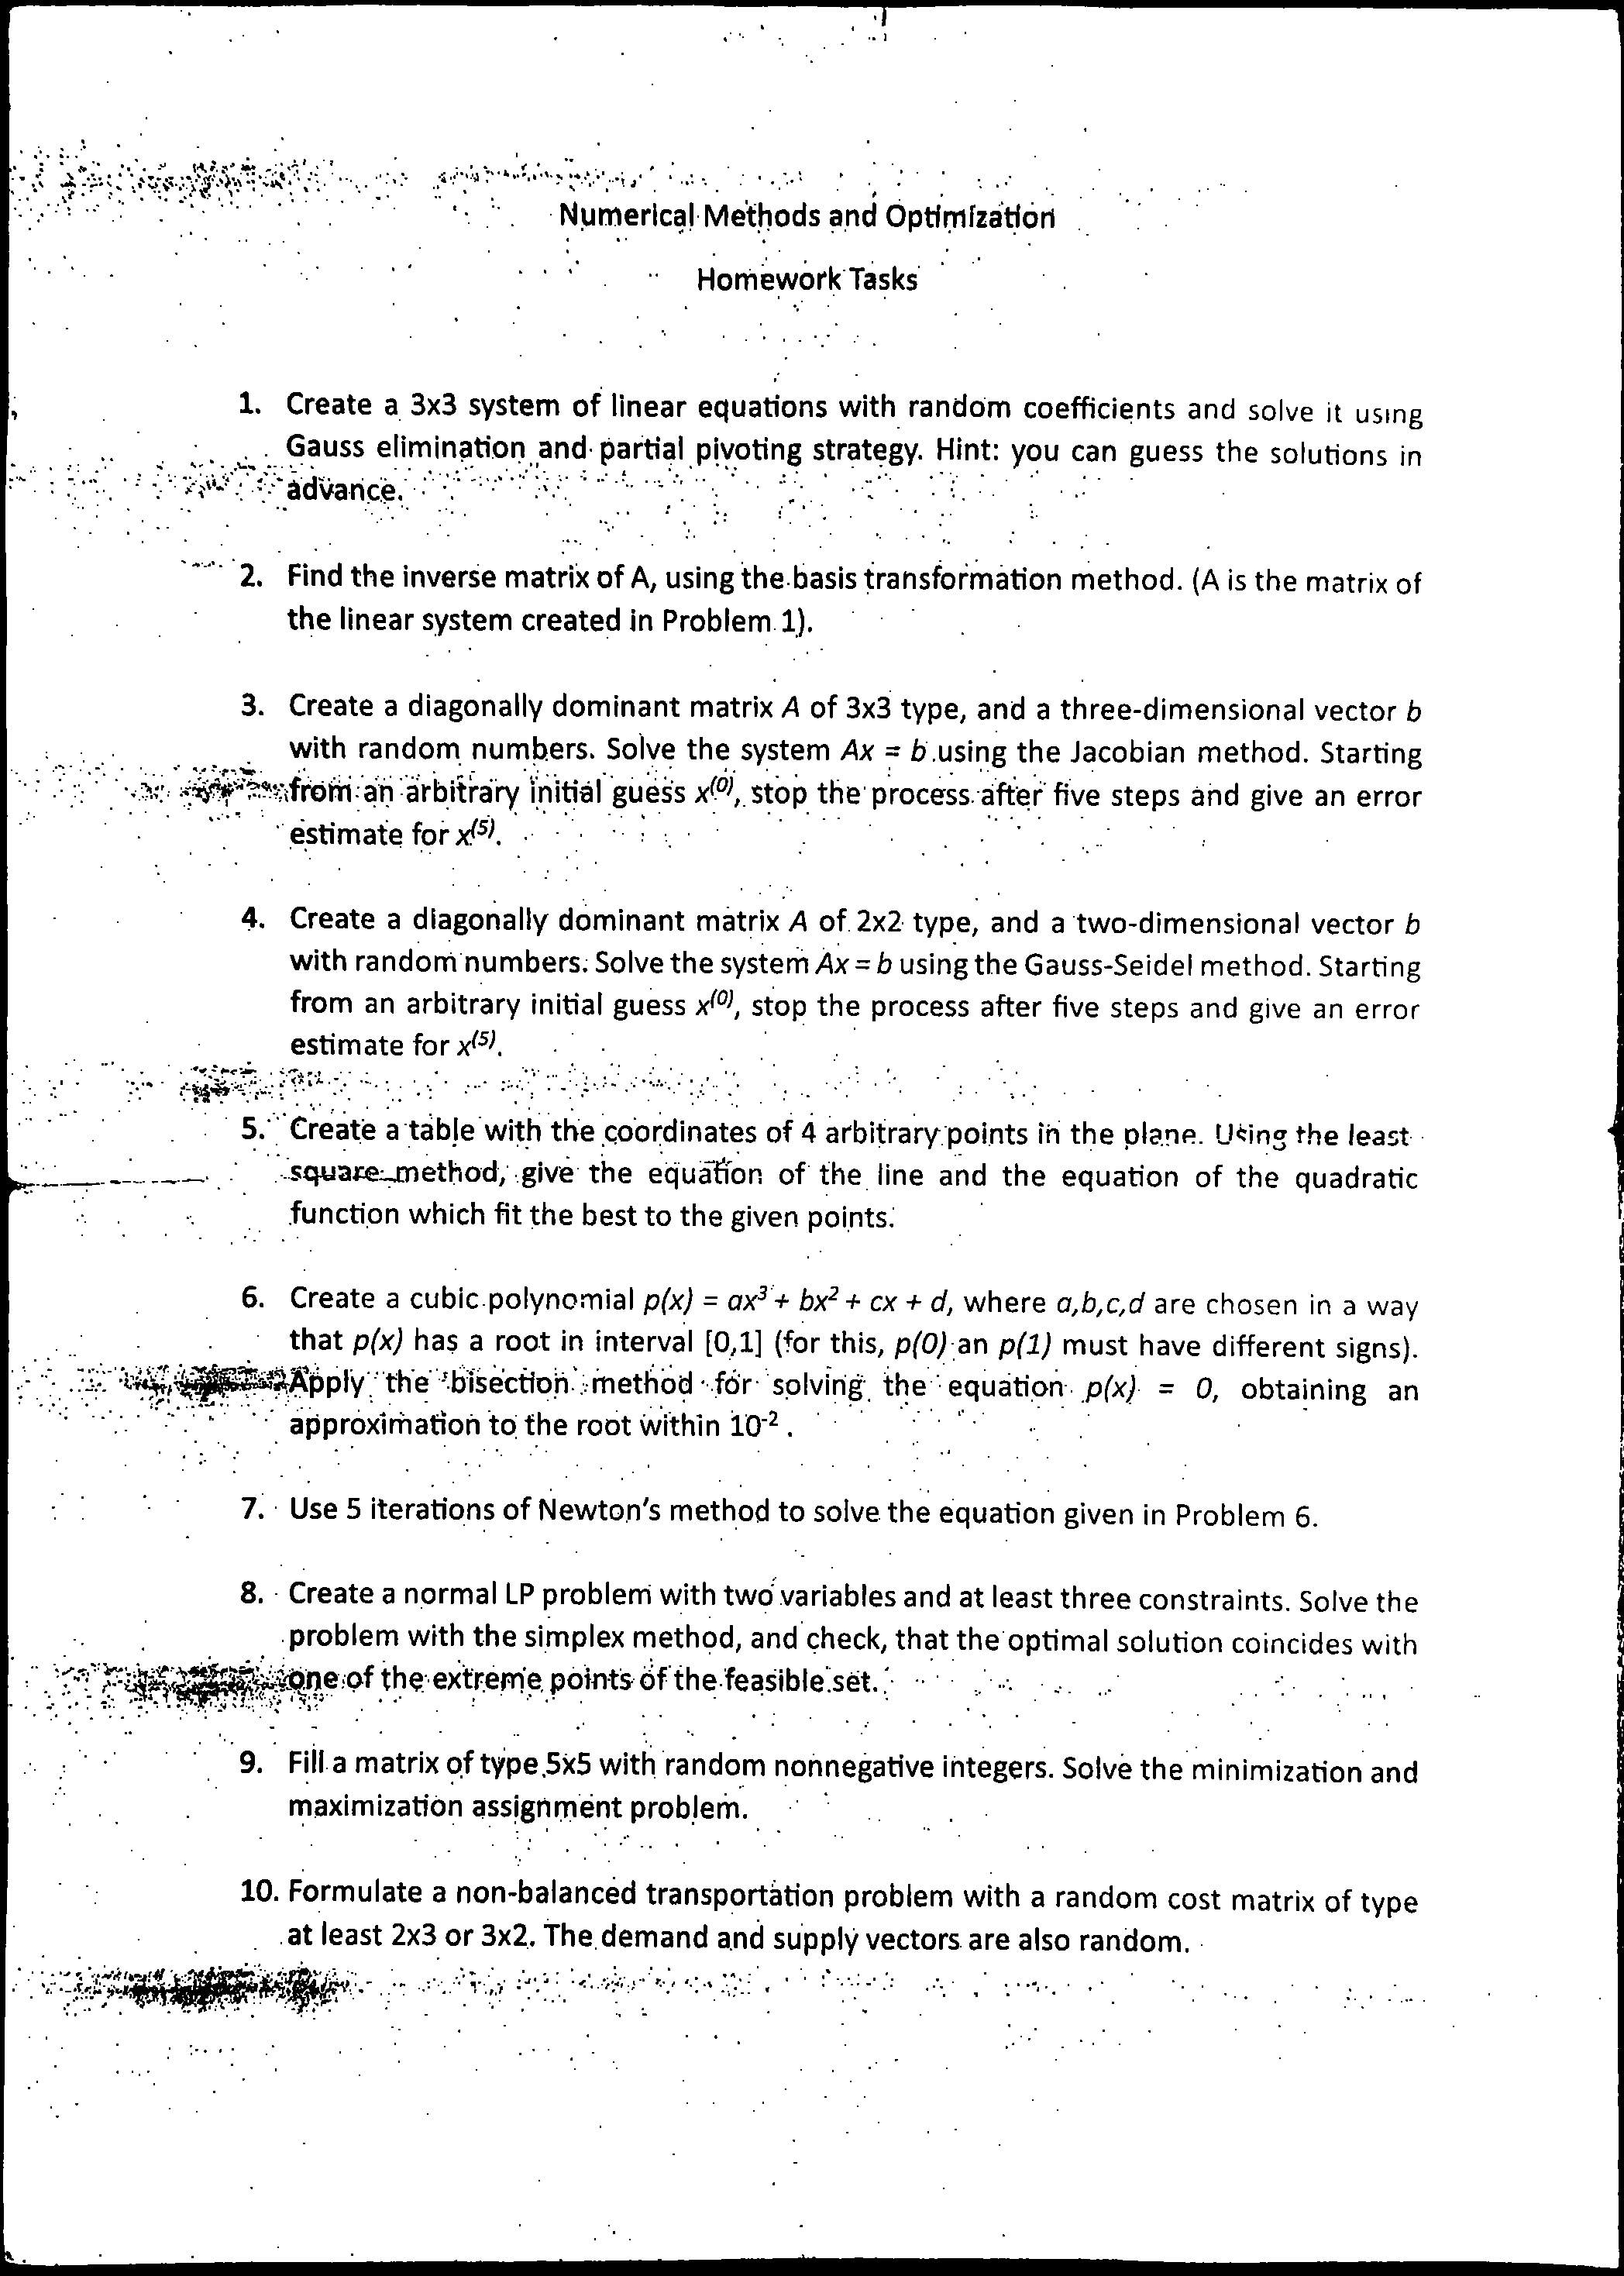 Numerical Methods and Optimization
Homework Tasks
1. Create a 3x3 system of linear equations with random coefficients and solve it using
Gauss elimination and partial pivoting strategy. Hint: you can guess the solutions in
advance.
2. Find the inverse matrix of A, using the basis transformation method. (A is the matrix of
the linear system created in Problem 1).
3. Create a diagonally dominant matrix A of 3x3 type, and a three-dimensional vector b
with random numbers. Solve the system Ax = b using the Jacobian method. Starting
from an arbitrary initial guess x⁽⁰⁾, stop the process after five steps and give an error
estimate for x⁽⁵⁾.
4. Create a diagonally dominant matrix A of 2x2 type, and a two-dimensional vector b
with random numbers. Solve the system Ax = b using the Gauss-Seidel method. Starting
from an arbitrary initial guess x⁽⁰⁾, stop the process after five steps and give an error
estimate for x⁽⁵⁾.
5. Create a table with the coordinates of 4 arbitrary points in the plane. Using the least
square method, give the equation of the line and the equation of the quadratic
function which fit the best to the given points.
6. Create a cubic polynomial p(x) = ax³ + bx² + cx + d, where a,b,c,d are chosen in a way
that p(x) has a root in interval [0,1] (for this, p(0) an p(1) must have different signs).
Apply the bisection method for solving the equation p(x) = 0, obtaining an
approximation to the root within 10⁻² .
7. Use 5 iterations of Newton's method to solve the equation given in Problem 6.
8. Create a normal LP problem with two variables and at least three constraints. Solve the
problem with the simplex method, and check, that the optimal solution coincides with
one of the extreme points of the feasible set.
9. Fill a matrix of type 5x5 with random nonnegative integers. Solve the minimization and
maximization assignment problem.
10. Formulate a non-balanced transportation problem with a random cost matrix of type
at least 2x3 or 3x2. The demand and supply vectors are also random.